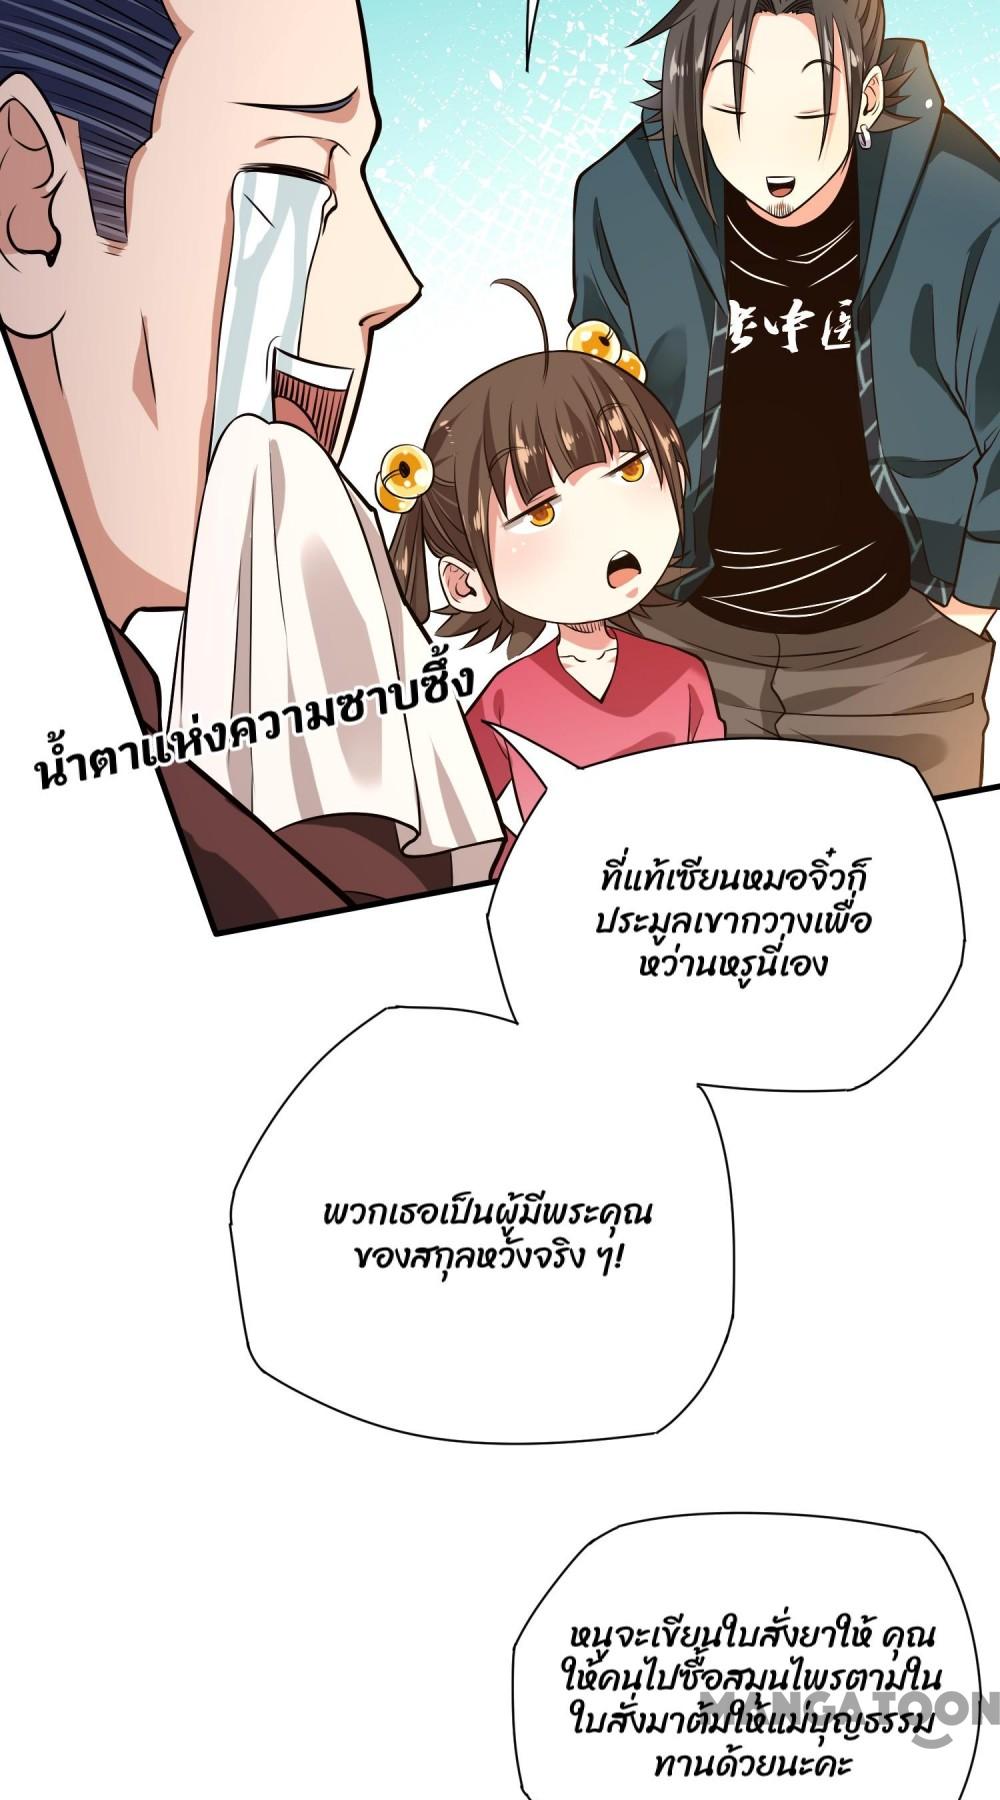 中医
น้ำตาแห่งความซาบซึ้ง
ที่แท้เซียนหมอจิ๋วก็
ประมูลเขากวางเพื่อ
หว่านหรูนี่เอง
พวกเธอเป็นผู้มีพระคุณ
ของสกุลหวังจริง ๆ!
หนูจะเขียนใบสั่งยาให้ คุณ
ให้คนไปซื้อสมุนไพรตามใน
ใบสั่งมาต้มให้แม่บุญธรรม
ทานด้วยนะคะ
MANGATOON